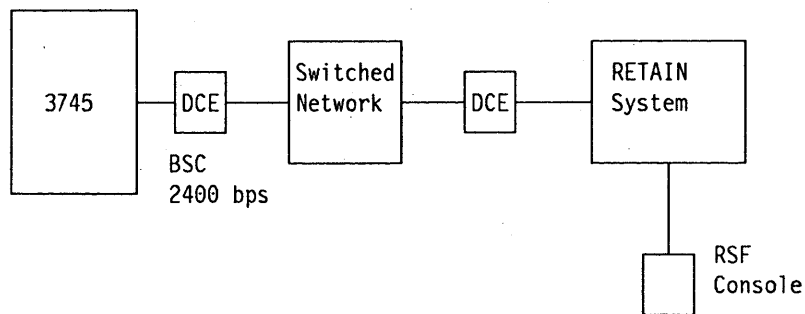 3745
DCE
BSC
2400 bps
Switched
Network
DCE
RETAIN
System
RSF
Console